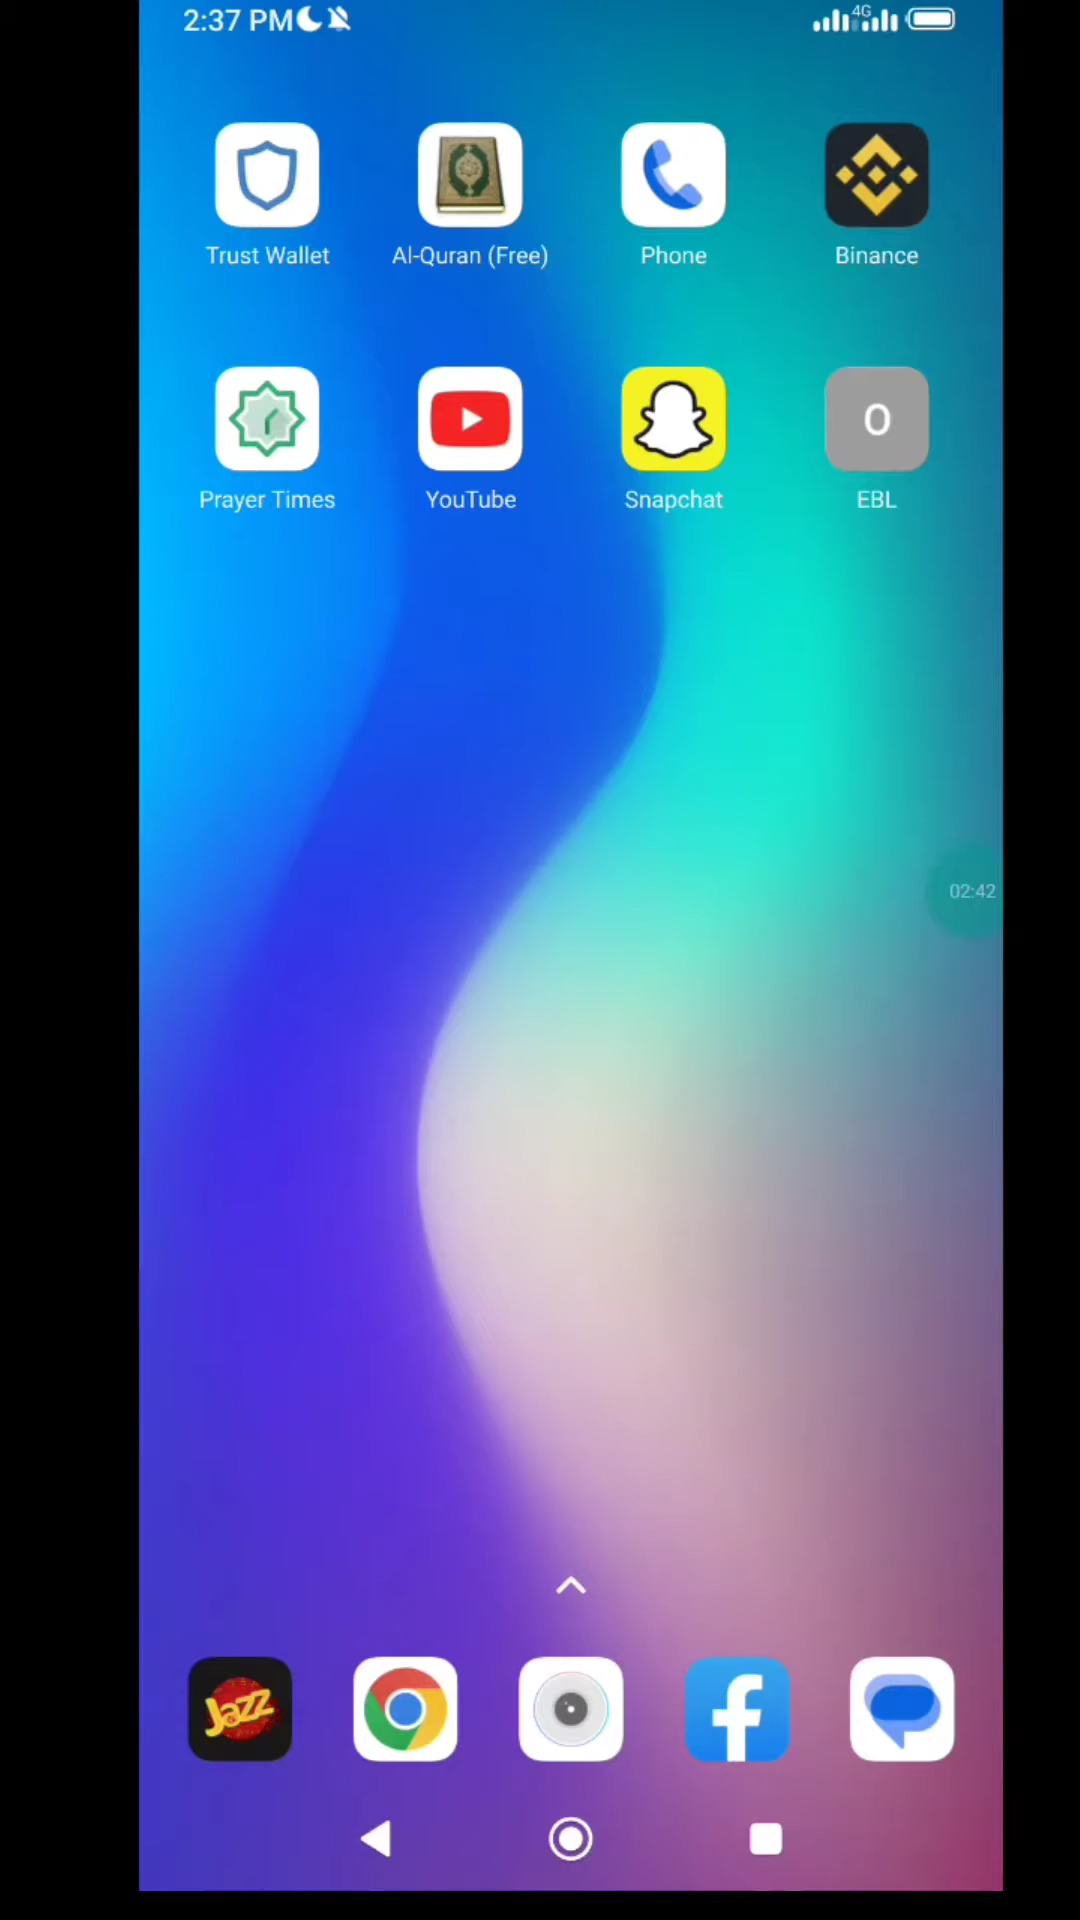 2:37 PM
4G
Trust Wallet
Al-Quran (Free)
Phone
Binance
O
Prayer Times
YouTube
Snapchat
EBL
02:42
Jazz